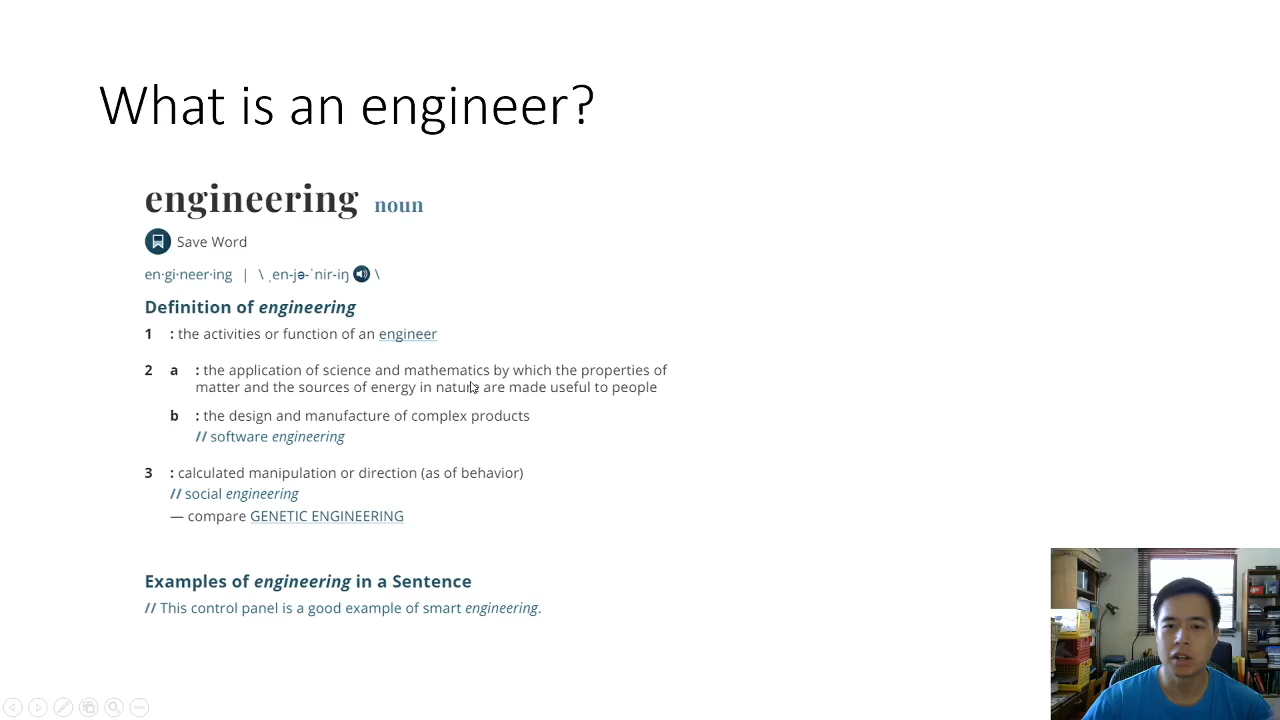 What is an engineer?
engineering noun
Save Word
en·gi·neer·ing | \ ˌen-jə-ˈnir-iŋ \
Definition of engineering
1 : the activities or function of an engineer
2 a : the application of science and mathematics by which the properties of
matter and the sources of energy in nature are made useful to people
b : the design and manufacture of complex products
// software engineering
3 : calculated manipulation or direction (as of behavior)
// social engineering
— compare GENETIC ENGINEERING
Examples of engineering in a Sentence
// This control panel is a good example of smart engineering.